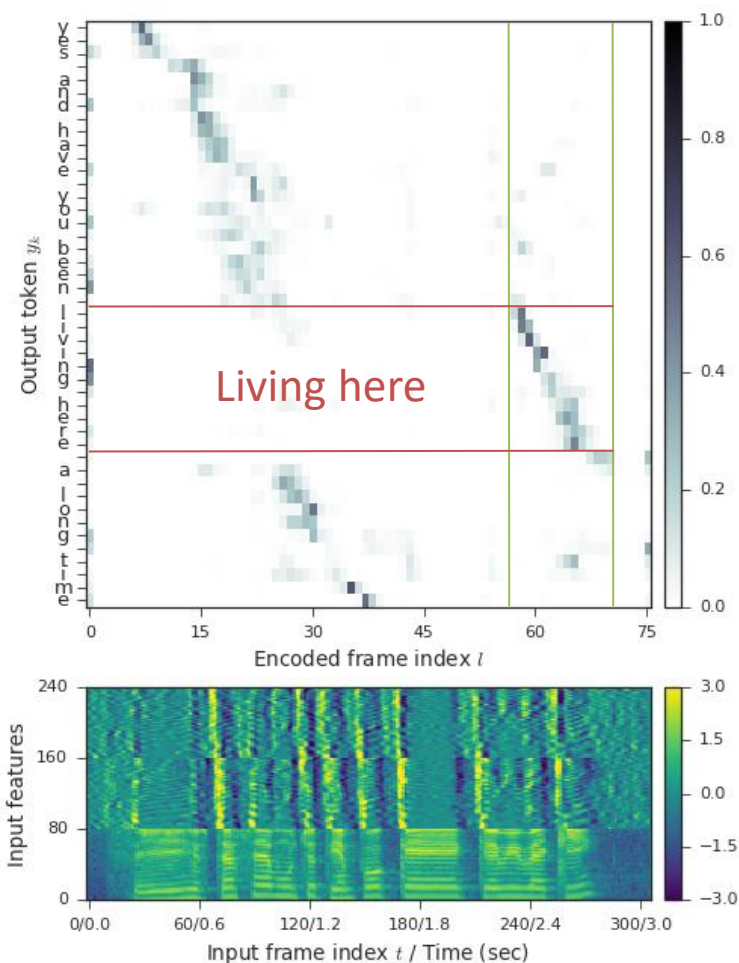 y
e
s
a
n
d
h
a
v
e
y
o
u
b
e
e
n
l
i
v
i
n
g
h
e
r
e
a
l
o
n
g
t
i
m
e
Output token yₖ
Living here
1.0
0.8
0.6
0.4
0.2
0.0
0 15 30 45 60 75
Encoded frame index l
240
160
80
0
Input features
3.0
1.5
0.0
−1.5
−3.0
0/0.0 60/0.6 120/1.2 180/1.8 240/2.4 300/3.0
Input frame index t / Time (sec)